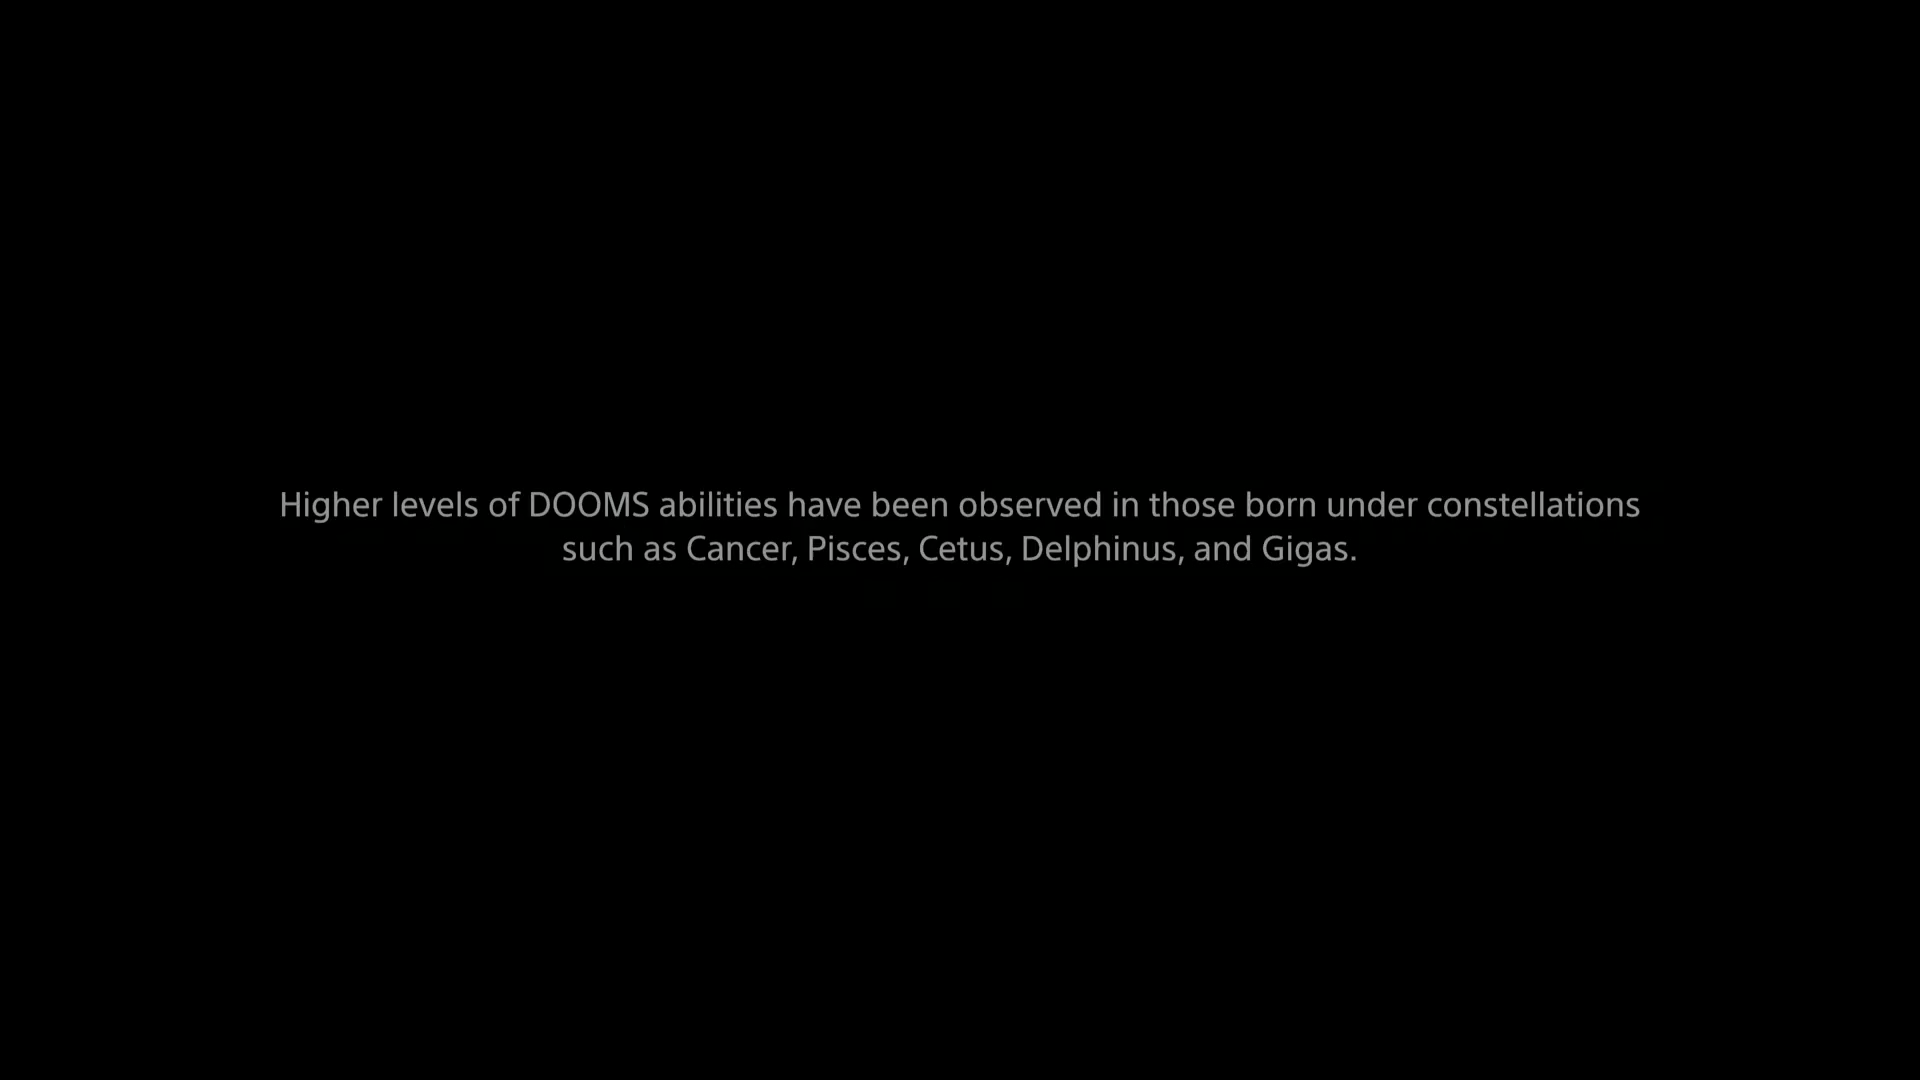 Higher levels of DOOMS abilities have been observed in those born under constellations
such as Cancer, Pisces, Cetus, Delphinus, and Gigas.